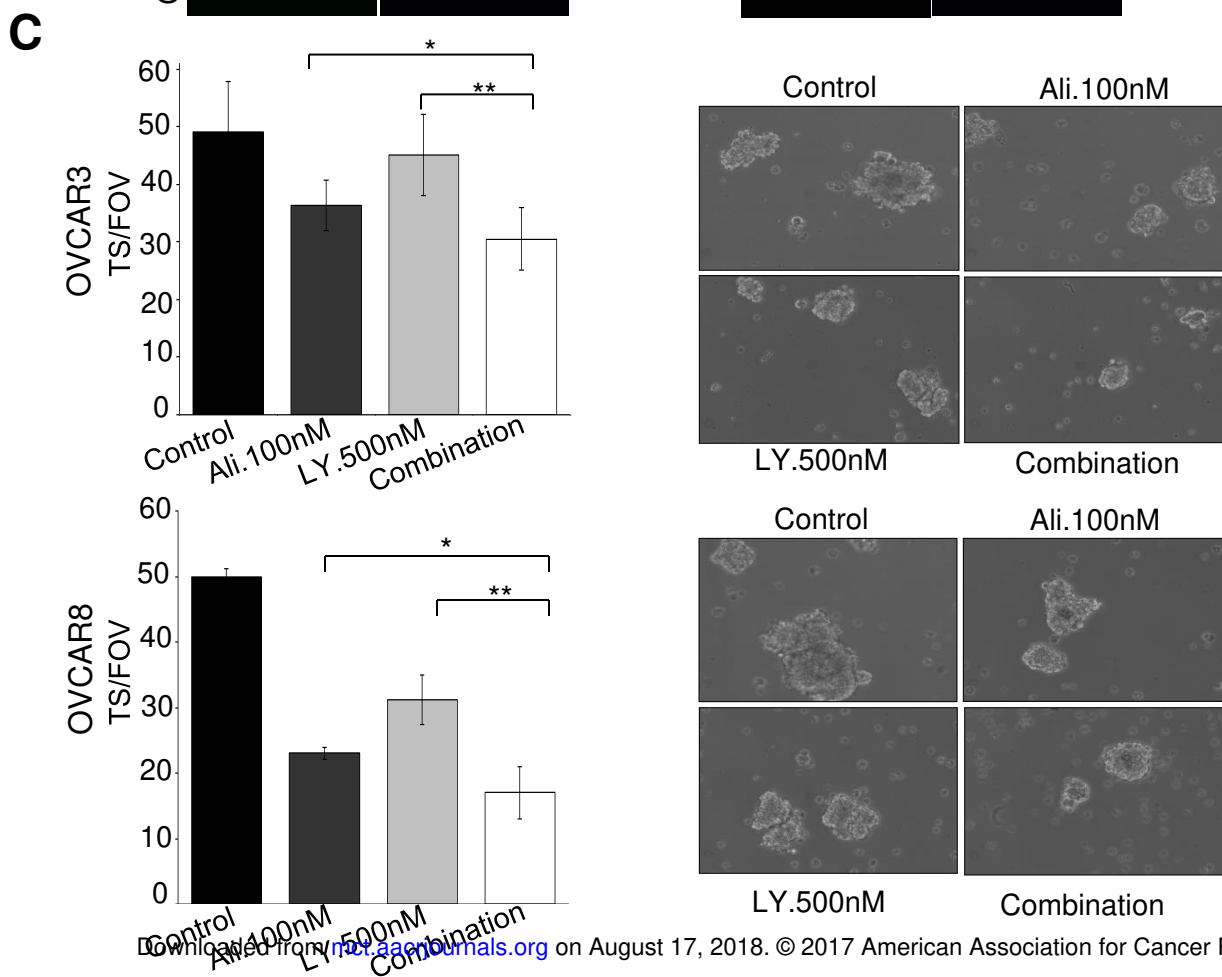 C
*
**
60
50
40
30
20
10
0
OVCAR3
TS/FOV
Control
Ali.100nM
LY.500nM
Combination
Control
Ali.100nM
LY.500nM
Combination
60
50
40
30
20
10
0
*
**
OVCAR8
TS/FOV
Control
Ali.100nM
LY.500nM
Combination
Control
Ali.100nM
LY.500nM
Combination
Downloaded from mct.aacrjournals.org on August 17, 2018. © 2017 American Association for Cancer